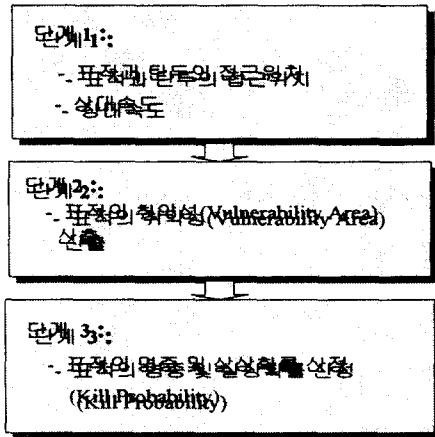 단계 1:
- 표적과 탄두의 접근위치
- 상대속도
단계 2:
- 표적의 취약성(Vulnerability Area)
산출
단계 3:
- 표적의 명중 및 살상확률 산정
(Kill Probability)